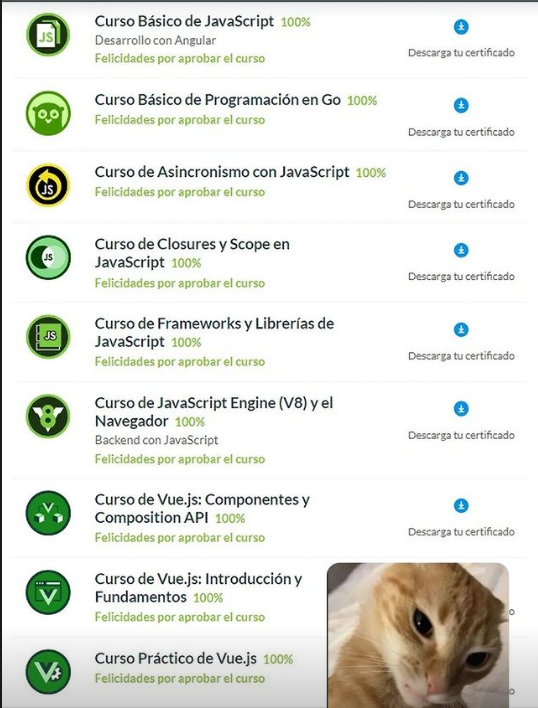 Curso Básico de JavaScript 100%
Desarrollo con Angular
Felicidades por aprobar el curso
Descarga tu certificado
Curso Básico de Programación en Go 100%
Felicidades por aprobar el curso
Descarga tu certificado
Curso de Asincronismo con JavaScript 100%
Felicidades por aprobar el curso
Descarga tu certificado
Curso de Closures y Scope en
JavaScript 100%
Felicidades por aprobar el curso
Descarga tu certificado
Curso de Frameworks y Librerías de
JavaScript 100%
Felicidades por aprobar el curso
Descarga tu certificado
Curso de JavaScript Engine (V8) y el
Navegador 100%
Backend con JavaScript
Felicidades por aprobar el curso
Descarga tu certificado
Curso de Vue.js: Componentes y
Composition API 100%
Felicidades por aprobar el curso
Descarga tu certificado
Curso de Vue.js: Introducción y
Fundamentos 100%
Felicidades por aprobar el curso
Curso Práctico de Vue.js 100%
Felicidades por aprobar el curso
JS
JS
JS
JS
V8
V
V
V